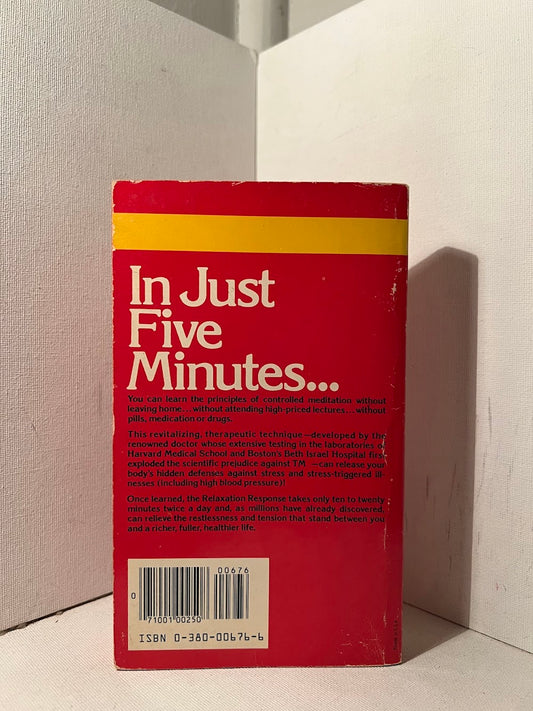 In Just
Five
Minutes...
You can learn the principles of controlled meditation without
leaving home...without attending high-priced lectures...without
pills, medication or drugs.
This revitalizing, therapeutic technique—developed by the
renowned doctor whose extensive testing in the laboratories of
Harvard Medical School and Boston's Beth Israel Hospital first
exploded the scientific prejudice against TM —can release your
body's hidden defenses against stress and stress-triggered ill-
nesses (including high blood pressure)!
Once learned, the Relaxation Response takes only ten to twenty
minutes twice a day and, as millions have already discovered,
can relieve the restlessness and tension that stand between you
and a richer, fuller, healthier life.
00676
0
71001 00250
ISBN 0-380-00676-6